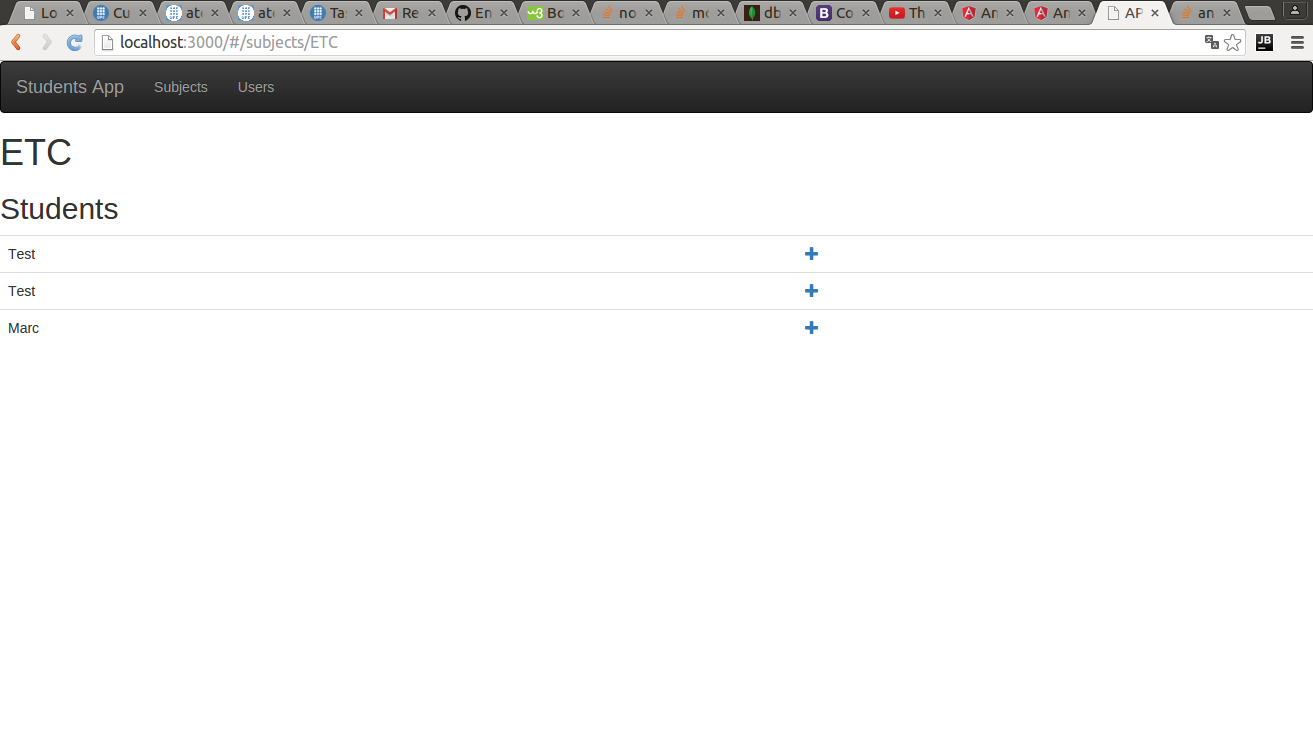 Lo Cu ato ato Ta Re En Bo no mo db Co Th An An AP an
localhost:3000/#/subjects/ETC JB
Students App Subjects Users
ETC
Students
Test
Test
Marc